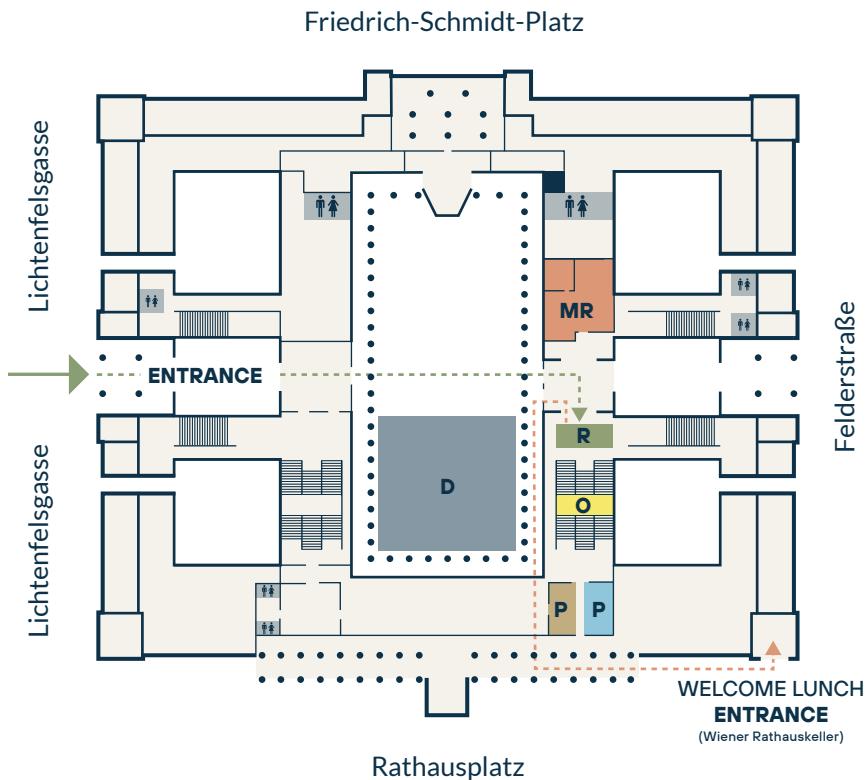 Friedrich-Schmidt-Platz
Lichtenfelsgasse
MR
ENTRANCE
Felderstraße
R
Lichtenfelsgasse
D
O
P
P
WELCOME LUNCH
ENTRANCE
(Wiener Rathauskeller)
Rathausplatz